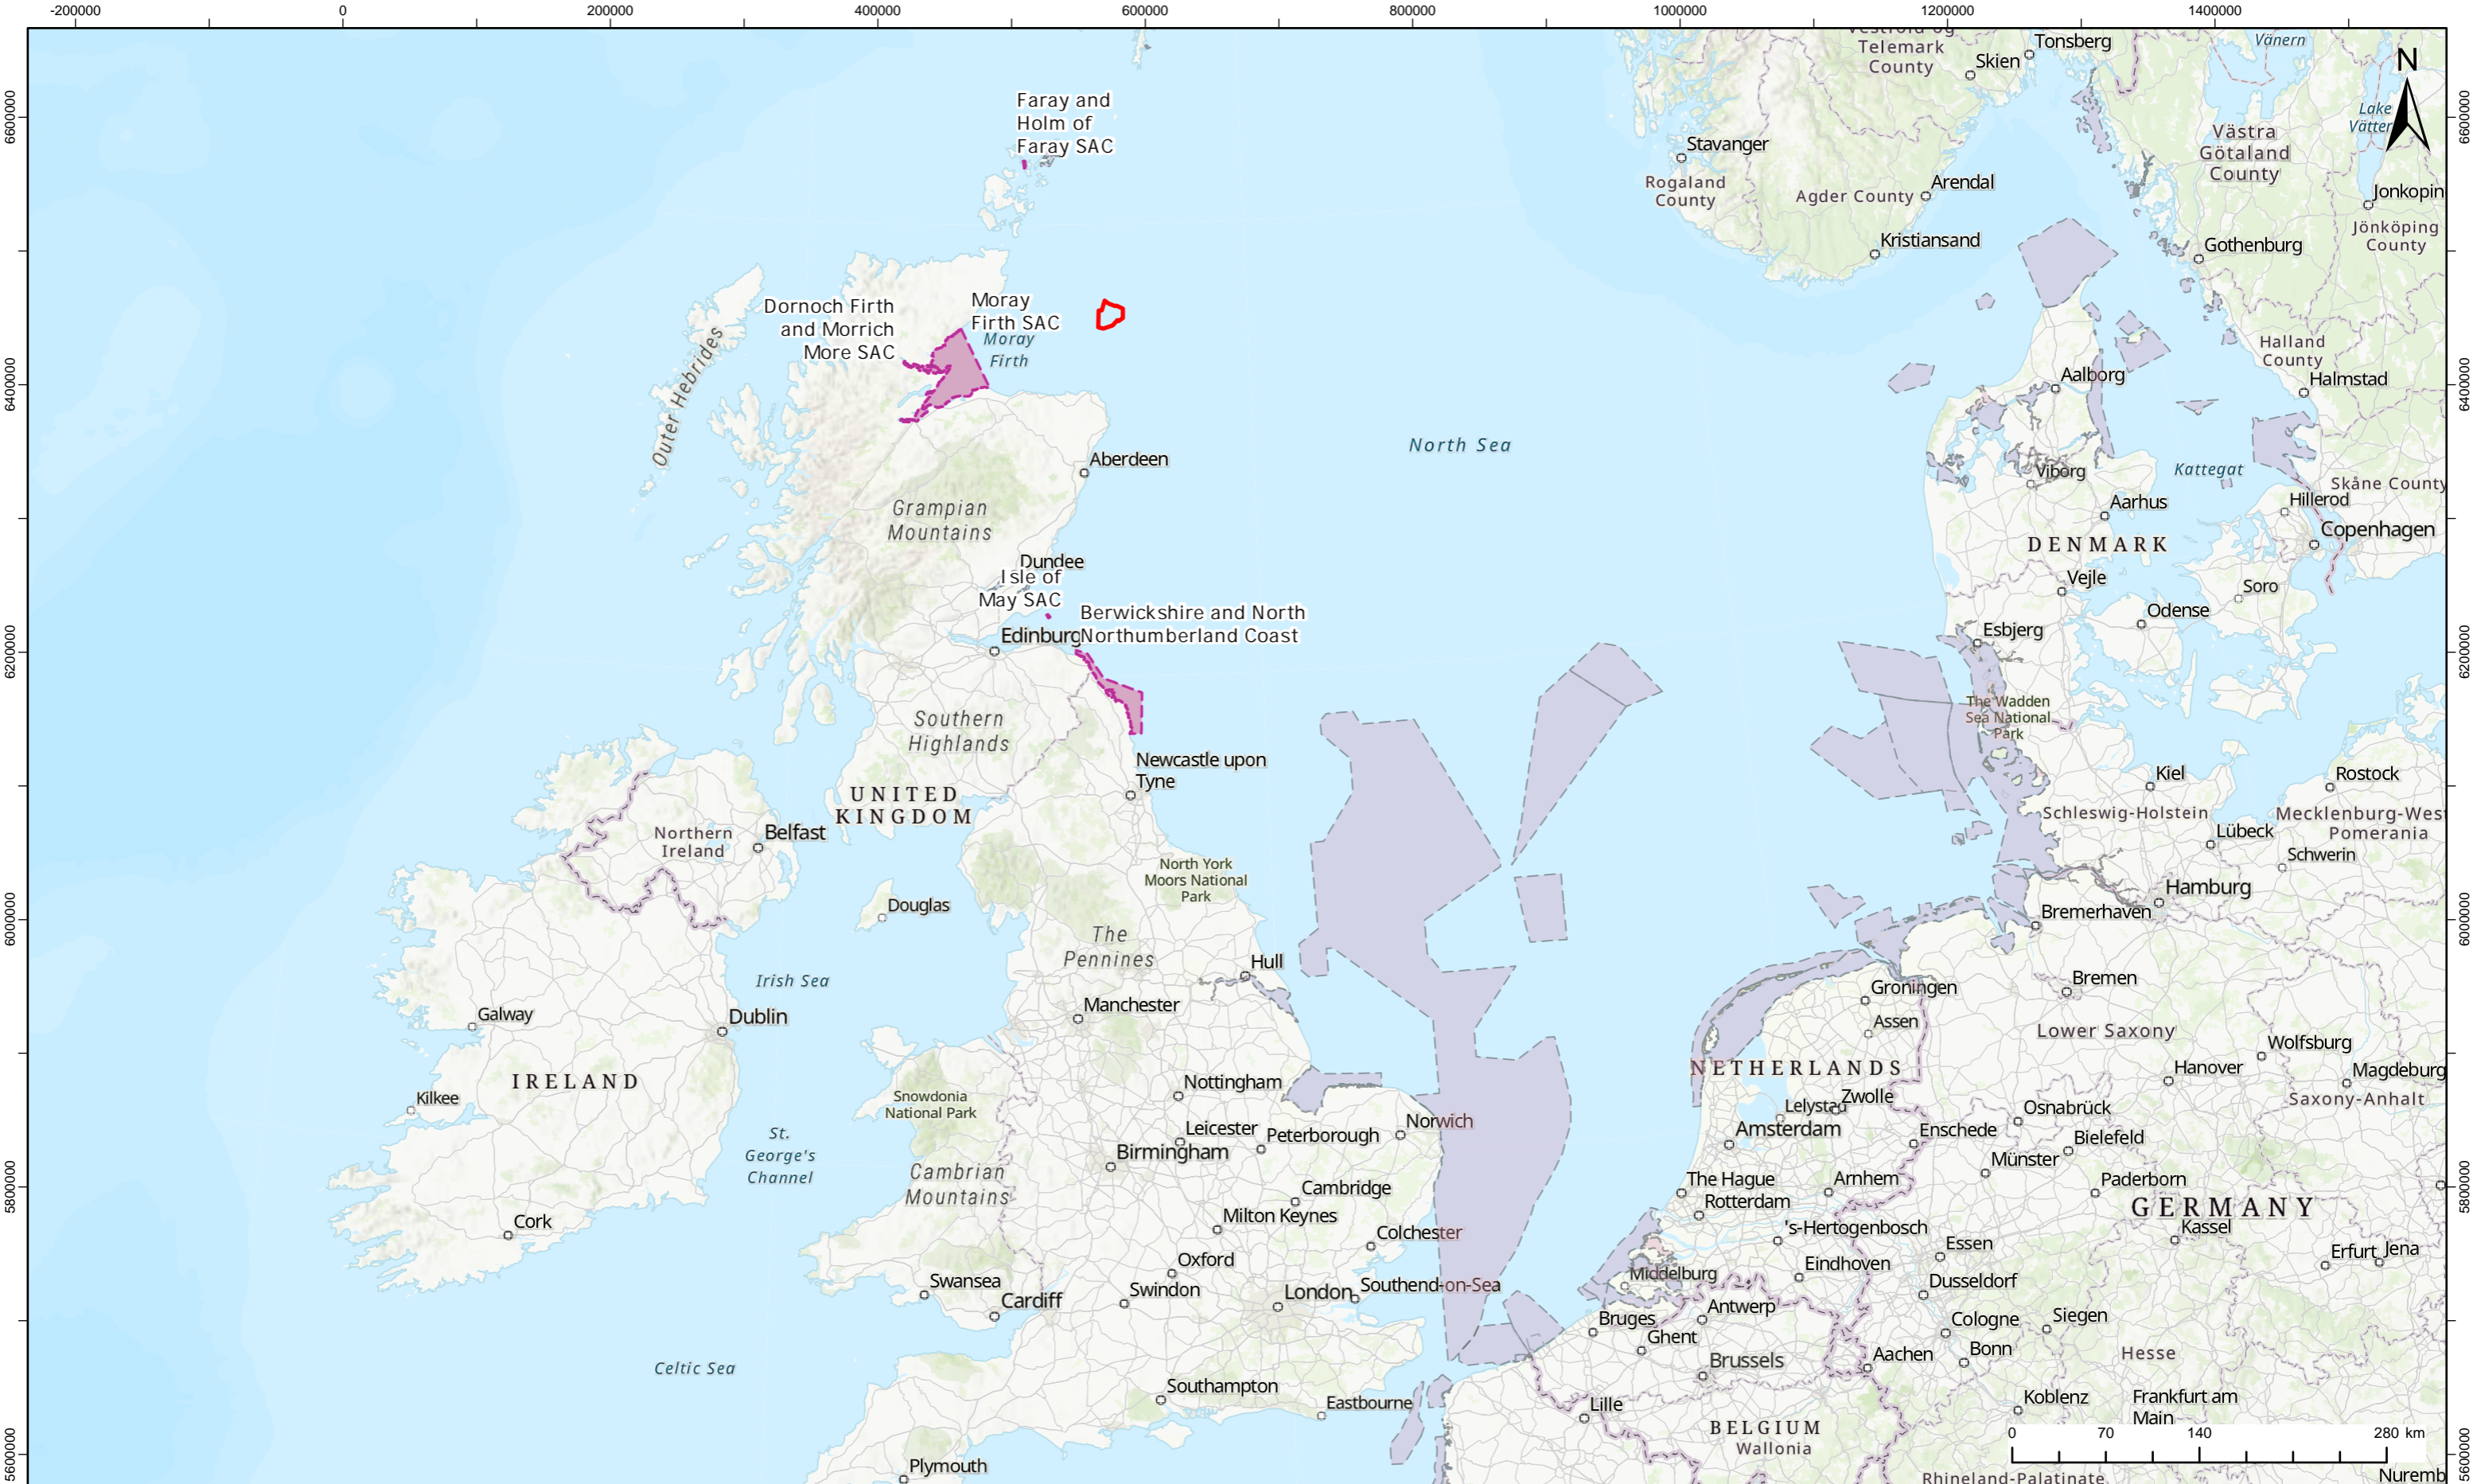 -200000
0
200000
400000
600000
800000
1000000
1200000
1400000
6600000
6400000
6200000
6000000
5800000
5600000
6600000
6400000
6200000
6000000
5800000
5600000
N
Vestfold og
Telemark
County
Tonsberg
Skien
Vänern
Lake
Vätter
Västra
Götaland
County
Stavanger
Rogaland
County
Agder County
Arendal
Kristiansand
Jonkopin
Jönköping
County
Gothenburg
Faray and
Holm of
Faray SAC
Dornoch Firth
and Morrich
More SAC
Moray
Firth SAC
Moray
Firth
Outer Hebrides
Halland
County
Halmstad
Aalborg
North Sea
Aberdeen
Grampian
Mountains
Viborg
Kattegat
Skåne County
Hillerod
Aarhus
Copenhagen
DENMARK
Dundee
Isle of
May SAC
Vejle
Soro
Odense
Berwickshire and North
Northumberland Coast
Edinburg
Esbjerg
The Wadden
Sea National
Park
Southern
Highlands
Newcastle upon
Tyne
Kiel
Rostock
UNITED
KINGDOM
Schleswig-Holstein
Mecklenburg-West
Pomerania
Northern
Ireland
Belfast
Lübeck
Schwerin
North York
Moors National
Park
Hamburg
Douglas
Bremerhaven
The
Pennines
Hull
Irish Sea
Bremen
Groningen
Manchester
Galway
Dublin
Assen
Lower Saxony
Wolfsburg
NETHERLANDS
Hanover
Magdeburg
IRELAND
Nottingham
Kilkee
Snowdonia
National Park
Saxony-Anhalt
Zwolle
Osnabrück
Norwich
Leicester
Peterborough
Amsterdam
Enschede
Bielefeld
St.
George's
Channel
Birmingham
Münster
Cambrian
Mountains
The Hague
Arnhem
Paderborn
Cambridge
Rotterdam
GERMANY
Milton Keynes
Cork
Colchester
's-Hertogenbosch
Kassel
Essen
Erfurt
Jena
Oxford
Eindhoven
Swansea
Middelburg
Dusseldorf
Swindon
London
Southend-on-Sea
Cardiff
Antwerp
Bruges
Cologne
Siegen
Ghent
Bonn
Aachen
Hesse
Celtic Sea
Brussels
Southampton
Eastbourne
Lille
Koblenz
Frankfurt am
Main
BELGIUM
Wallonia
0
70
140
280 km
Plymouth
Rhineland-Palatinate
Nuremb